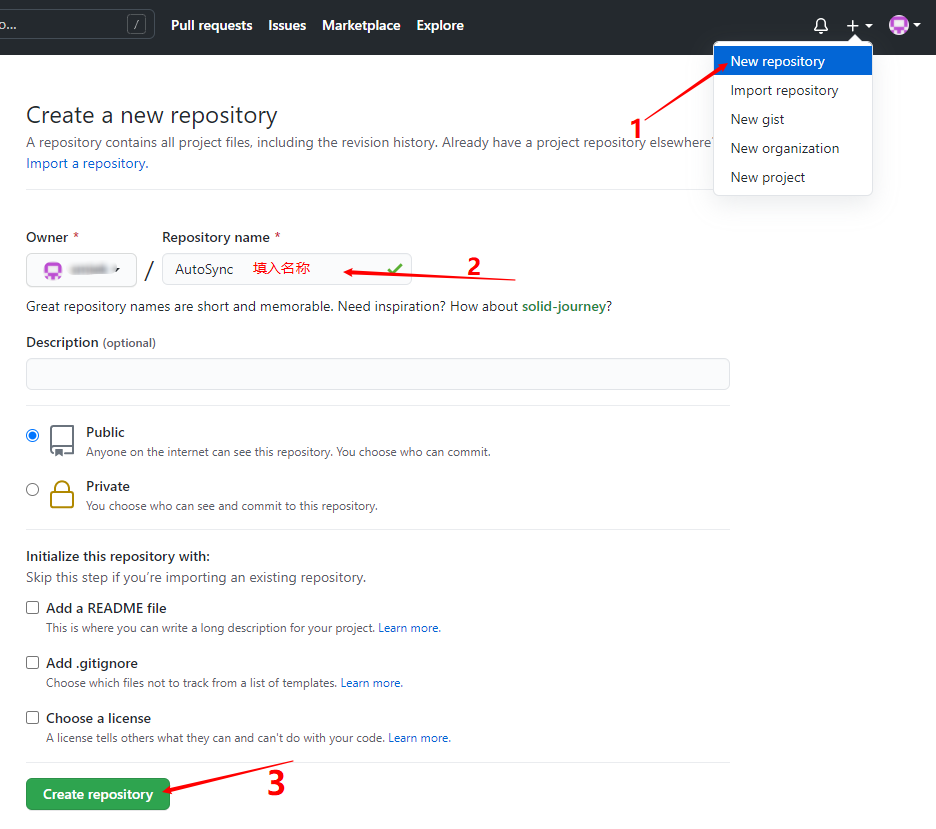 o...
/
Pull requests Issues Marketplace Explore
New repository
Import repository
New gist
New organization
New project
1
Create a new repository
A repository contains all project files, including the revision history. Already have a project repository elsewhere?
Import a repository.
Owner * Repository name *
/ AutoSync 填入名称
2
Great repository names are short and memorable. Need inspiration? How about solid-journey?
Description (optional)
Public
Anyone on the internet can see this repository. You choose who can commit.
Private
You choose who can see and commit to this repository.
Initialize this repository with:
Skip this step if you're importing an existing repository.
Add a README file
This is where you can write a long description for your project. Learn more.
Add .gitignore
Choose which files not to track from a list of templates. Learn more.
Choose a license
A license tells others what they can and can't do with your code. Learn more.
3
Create repository